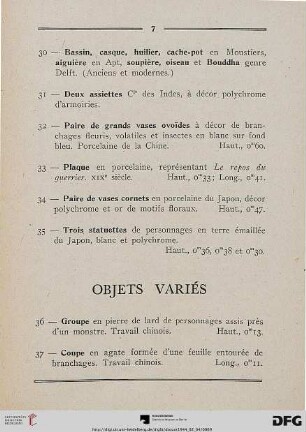 7
30 — Bassin, casque, huilier, cache-pot en Moustiers,
aiguière en Apt, soupière, oiseau et Bouddha genre
Delft. (Anciens et modernes.)
31 — Deux assiettes Cie des Indes, à décor polychrome
d'armoiries.
32 — Paire de grands vases ovoïdes à décor de bran-
chages fleuris, volatiles et insectes en blanc sur fond
bleu. Porcelaine de la Chine. Haut., 0m60.
33 — Plaque en porcelaine, représentant Le repos du
guerrier. XIXe siècle. Haut., 0m33; Long., 0m42.
34 — Paire de vases cornets en porcelaine du Japon, décor
polychrome et or de motifs floraux. Haut., 0m47.
35 — Trois statuettes de personnages en terre émaillée
du Japon, blanc et polychrome.
Haut., 0m36, 0m38 et 0m30.
OBJETS VARIÉS
36 — Groupe en pierre de lard de personnages assis près
d'un monstre. Travail chinois. Haut., 0m13.
37 — Coupe en agate formée d'une feuille entourée de
branchages. Travail chinois. Long., 0m11.
UNIVERSITÄTS-
BIBLIOTHEK
HEIDELBERG
DFG